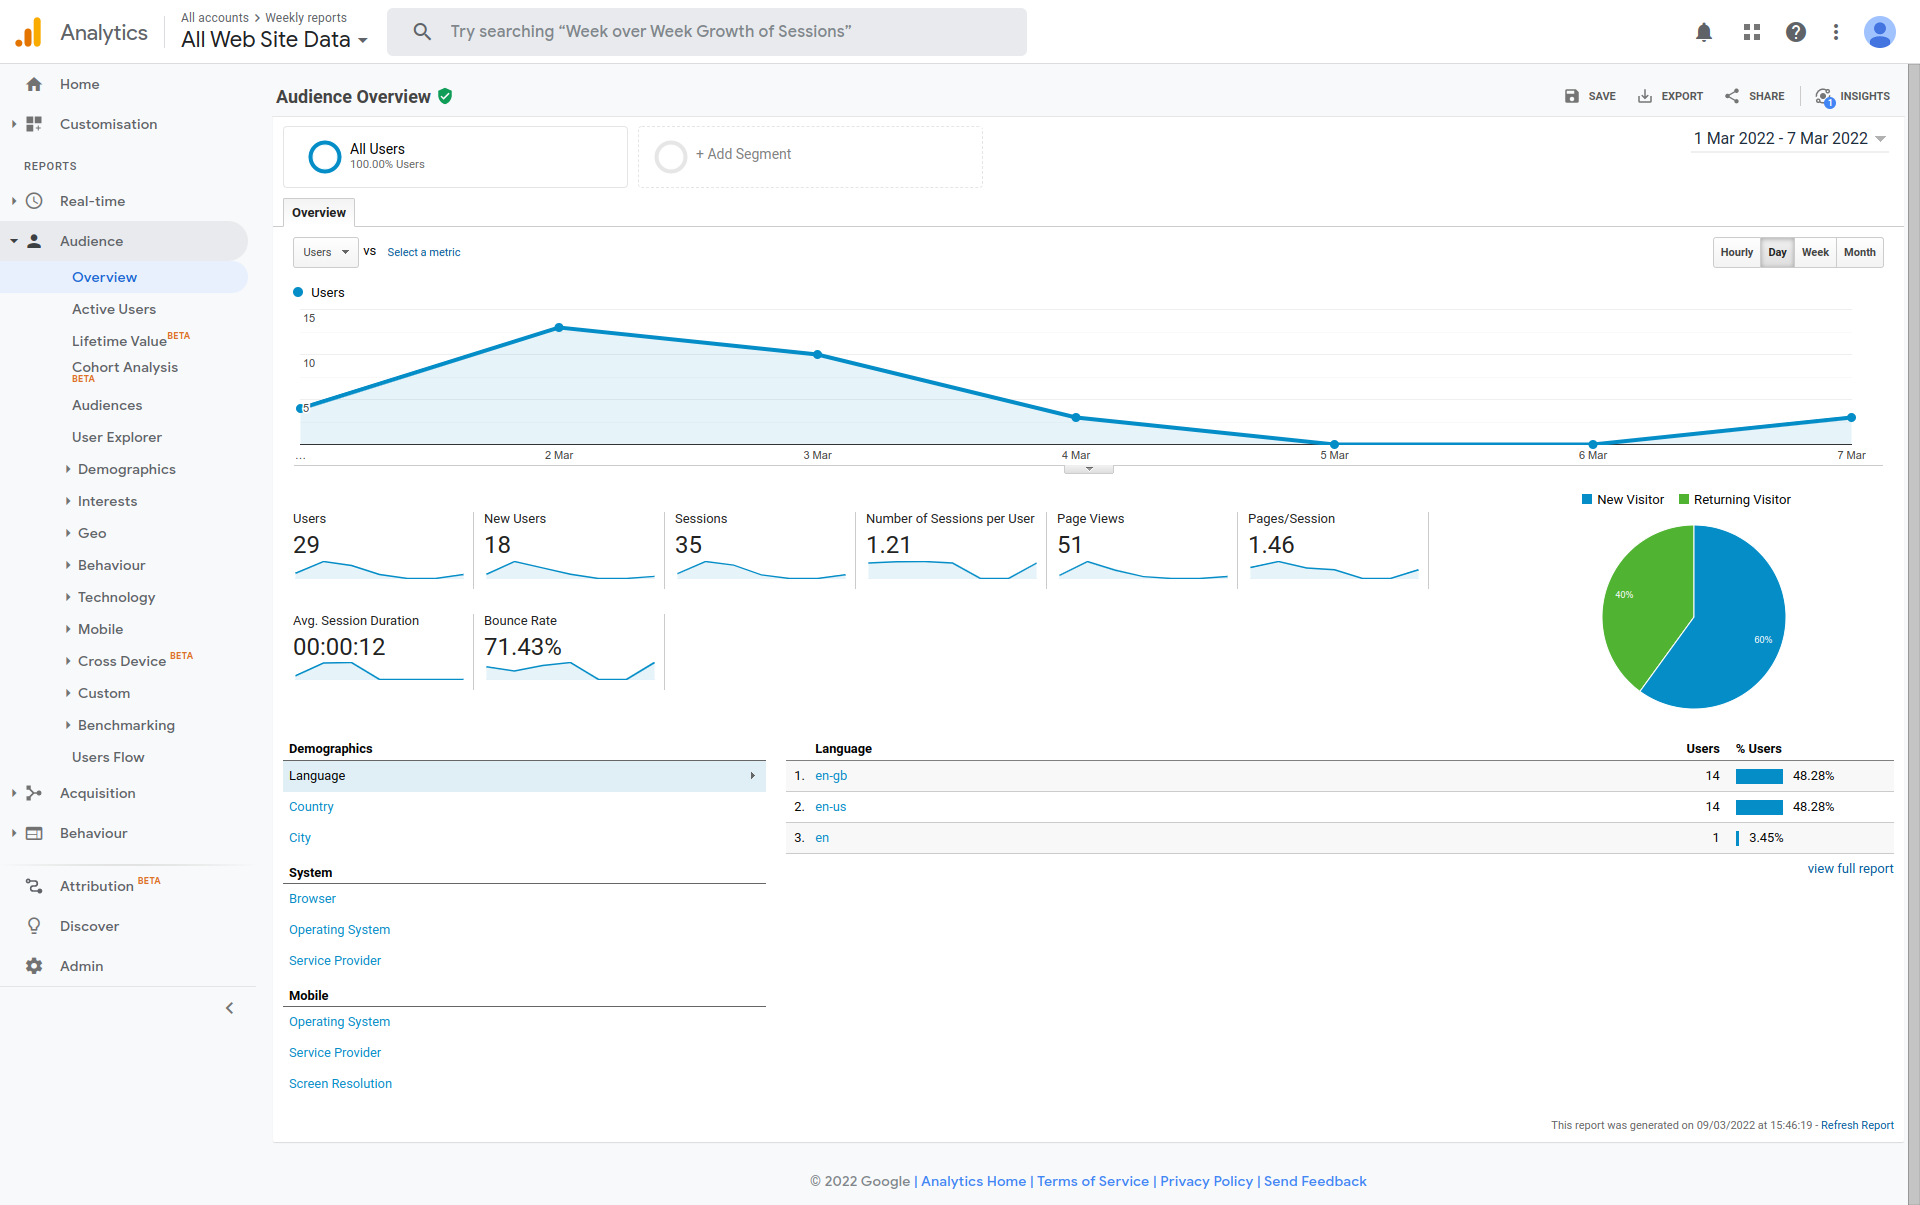 Analytics
All accounts > Weekly reports
All Web Site Data
Try searching “Week over Week Growth of Sessions”
Home
Customisation
REPORTS
Real-time
Audience
Overview
Active Users
Lifetime Value BETA
Cohort Analysis
BETA
Audiences
User Explorer
Demographics
Interests
Geo
Behaviour
Technology
Mobile
Cross Device BETA
Custom
Benchmarking
Users Flow
Acquisition
Behaviour
Attribution BETA
Discover
Admin
Audience Overview
SAVE EXPORT SHARE INSIGHTS
1
All Users
100.00% Users
+ Add Segment
1 Mar 2022 - 7 Mar 2022
Overview
Users VS Select a metric
Hourly Day Week Month
Users
15
10
5
... 2 Mar 3 Mar 4 Mar 5 Mar 6 Mar 7 Mar
Users
29
New Users
18
Sessions
35
Number of Sessions per User
1.21
Page Views
51
Pages/Session
1.46
Avg. Session Duration
00:00:12
Bounce Rate
71.43%
New Visitor Returning Visitor
40%
60%
Demographics
Language
Country
City
System
Browser
Operating System
Service Provider
Mobile
Operating System
Service Provider
Screen Resolution
Language Users % Users
1. en-gb 14 48.28%
2. en-us 14 48.28%
3. en 1 3.45%
view full report
This report was generated on 09/03/2022 at 15:46:19 - Refresh Report
© 2022 Google | Analytics Home | Terms of Service | Privacy Policy | Send Feedback